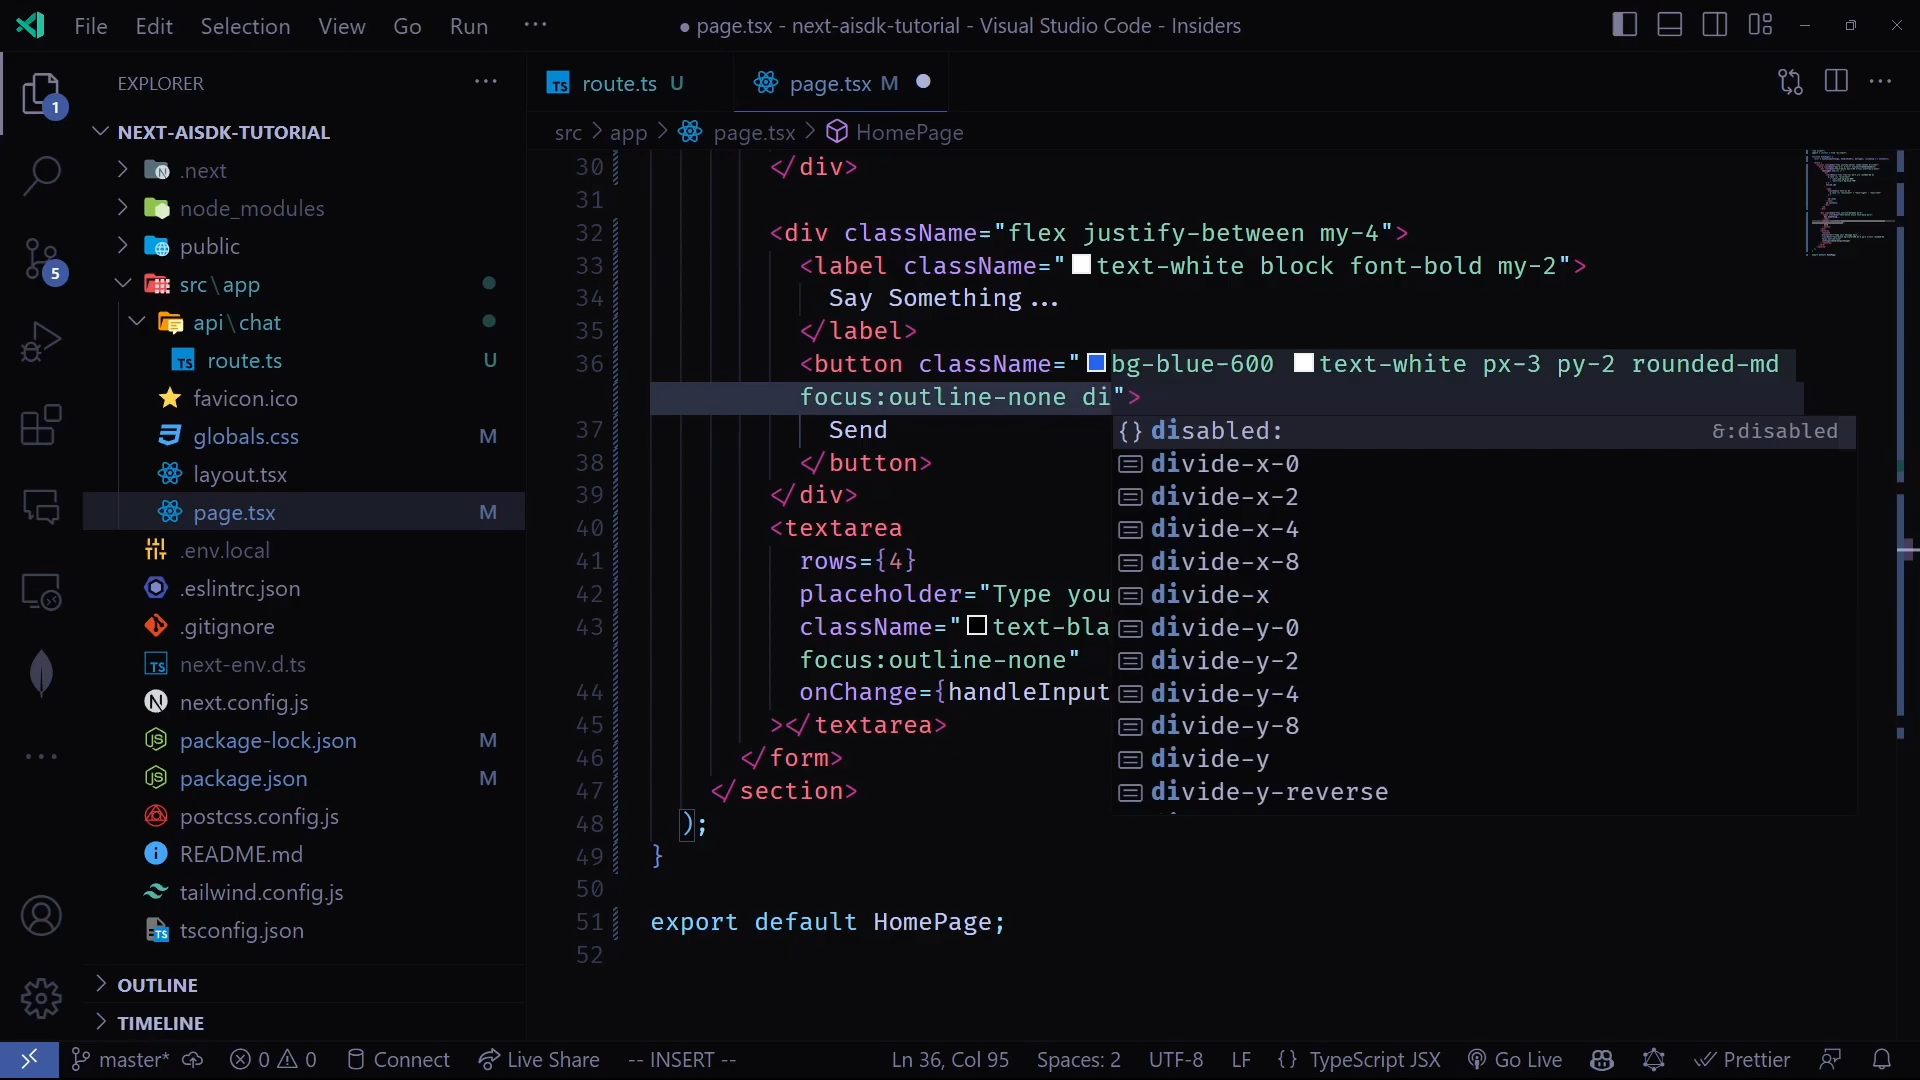 File Edit Selection View Go Run ···
● page.tsx - next-aisdk-tutorial - Visual Studio Code - Insiders
EXPLORER
NEXT-AISDK-TUTORIAL
.next
node_modules
public
src\app
api\chat
route.ts U
favicon.ico
globals.css M
layout.tsx
page.tsx M
.env.local
.eslintrc.json
.gitignore
next-env.d.ts
next.config.js
package-lock.json M
package.json M
postcss.config.js
README.md
tailwind.config.js
tsconfig.json
OUTLINE
TIMELINE
1
5
route.ts U
page.tsx M
src > app > page.tsx > HomePage
30 </div>
31
32 <div className="flex justify-between my-4">
33 <label className="text-white block font-bold my-2">
34 Say Something...
35 </label>
36 <button className="bg-blue-600 text-white px-3 py-2 rounded-md
focus:outline-none di">
37 Send
38 </button>
39 </div>
40 <textarea
41 rows={4}
42 placeholder="Type you
43 className="text-bla
focus:outline-none"
44 onChange={handleInput
45 ></textarea>
46 </form>
47 </section>
48 );
49 }
50
51 export default HomePage;
52
{} disabled: &:disabled
divide-x-0
divide-x-2
divide-x-4
divide-x-8
divide-x
divide-y-0
divide-y-2
divide-y-4
divide-y-8
divide-y
divide-y-reverse
master* 0 0 Connect Live Share -- INSERT -- Ln 36, Col 95 Spaces: 2 UTF-8 LF {} TypeScript JSX Go Live Prettier